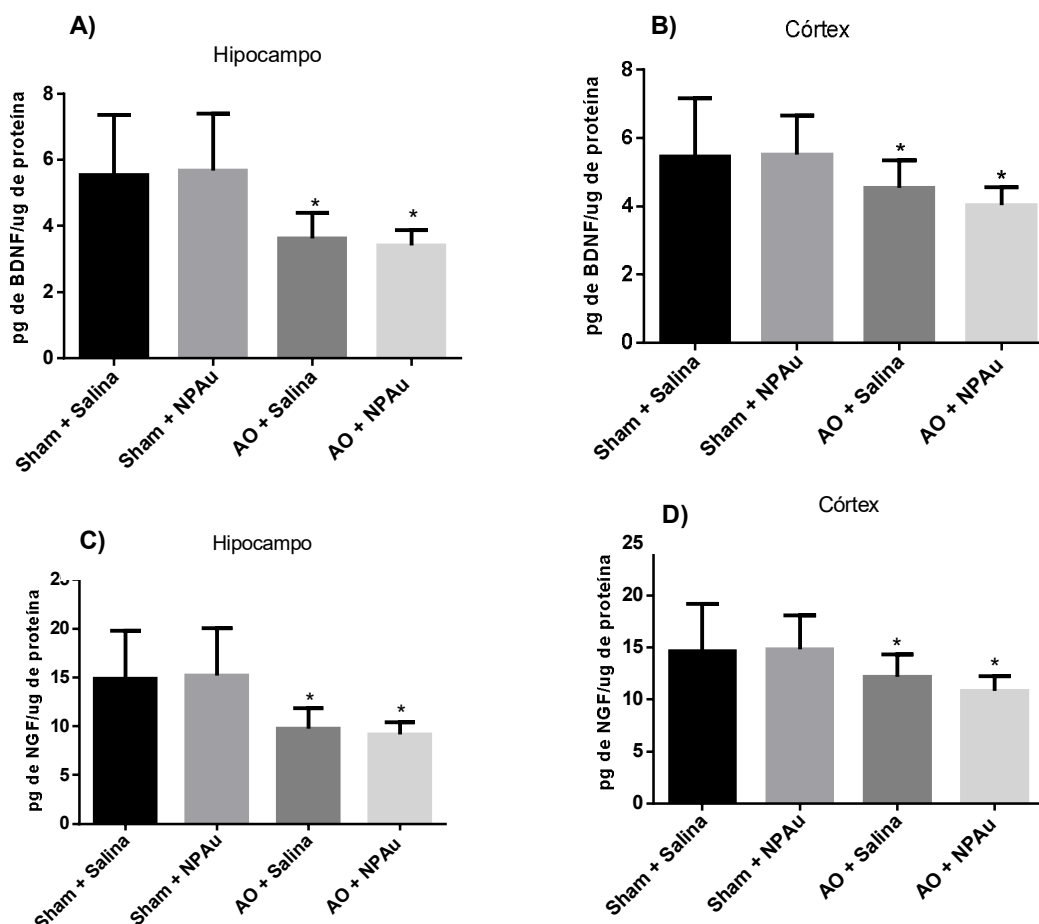 A)
Hipocampo
pg de BDNF/ug de proteína
8
6
4
2
0
*
*
Sham + Salina
Sham + NPAu
AO + Salina
AO + NPAu
B)
Córtex
pg de BDNF/ug de proteína
8
6
4
2
0
*
*
Sham + Salina
Sham + NPAu
AO + Salina
AO + NPAu
C)
Hipocampo
pg de NGF/ug de proteína
20
15
10
5
0
*
*
Sham + Salina
Sham + NPAu
AO + Salina
AO + NPAu
D)
Córtex
pg de NGF/ug de proteína
25
20
15
10
5
0
*
*
Sham + Salina
Sham + NPAu
AO + Salina
AO + NPAu